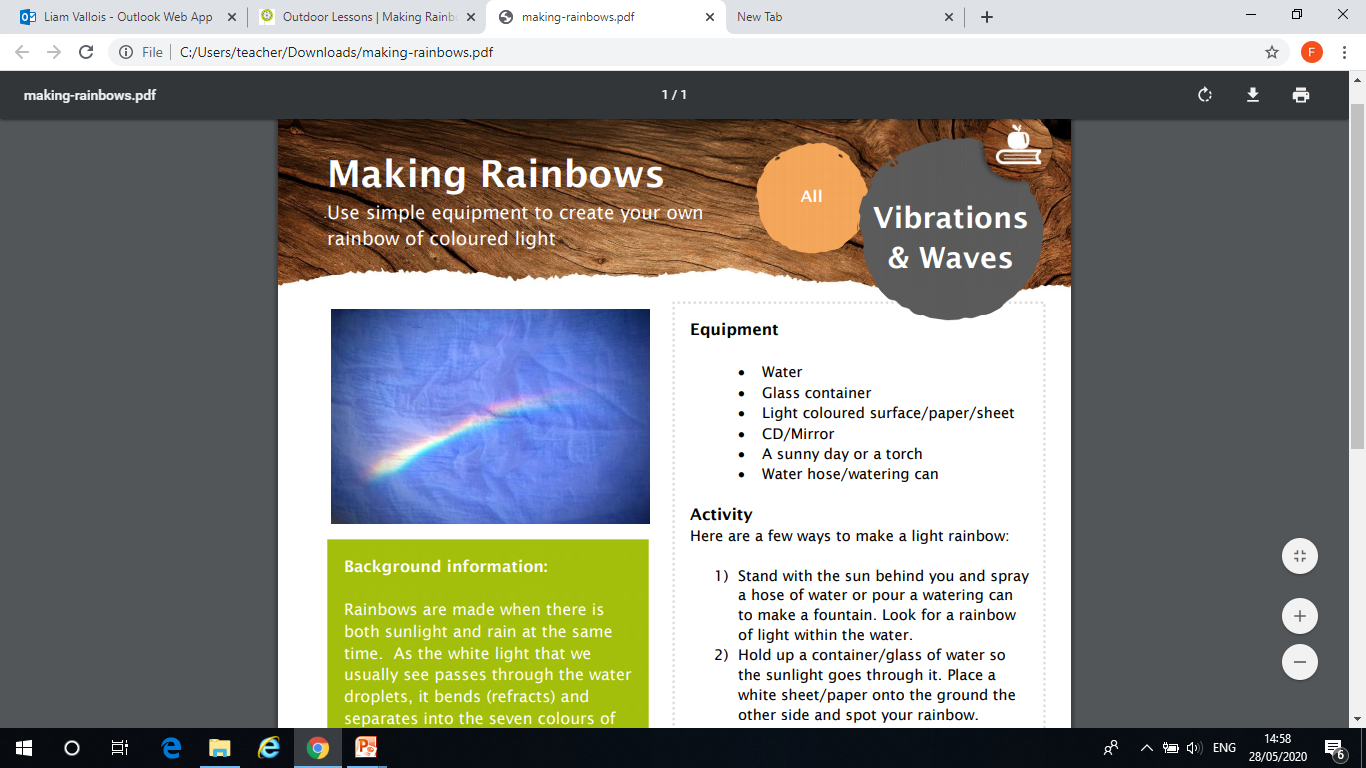 Liam Vallois - Outlook Web App
Outdoor Lessons | Making Rainb
making-rainbows.pdf
New Tab
File
C:/Users/teacher/Downloads/making-rainbows.pdf
F
making-rainbows.pdf
1 / 1
Making Rainbows
Use simple equipment to create your own
rainbow of coloured light
All
Vibrations
& Waves
Equipment
• Water
• Glass container
• Light coloured surface/paper/sheet
• CD/Mirror
• A sunny day or a torch
• Water hose/watering can
Activity
Here are a few ways to make a light rainbow:
1) Stand with the sun behind you and spray
a hose of water or pour a watering can
to make a fountain. Look for a rainbow
of light within the water.
2) Hold up a container/glass of water so
the sunlight goes through it. Place a
white sheet/paper onto the ground the
other side and spot your rainbow.
Background information:
Rainbows are made when there is
both sunlight and rain at the same
time. As the white light that we
usually see passes through the water
droplets, it bends (refracts) and
separates into the seven colours of
ENG
14:58
28/05/2020
6